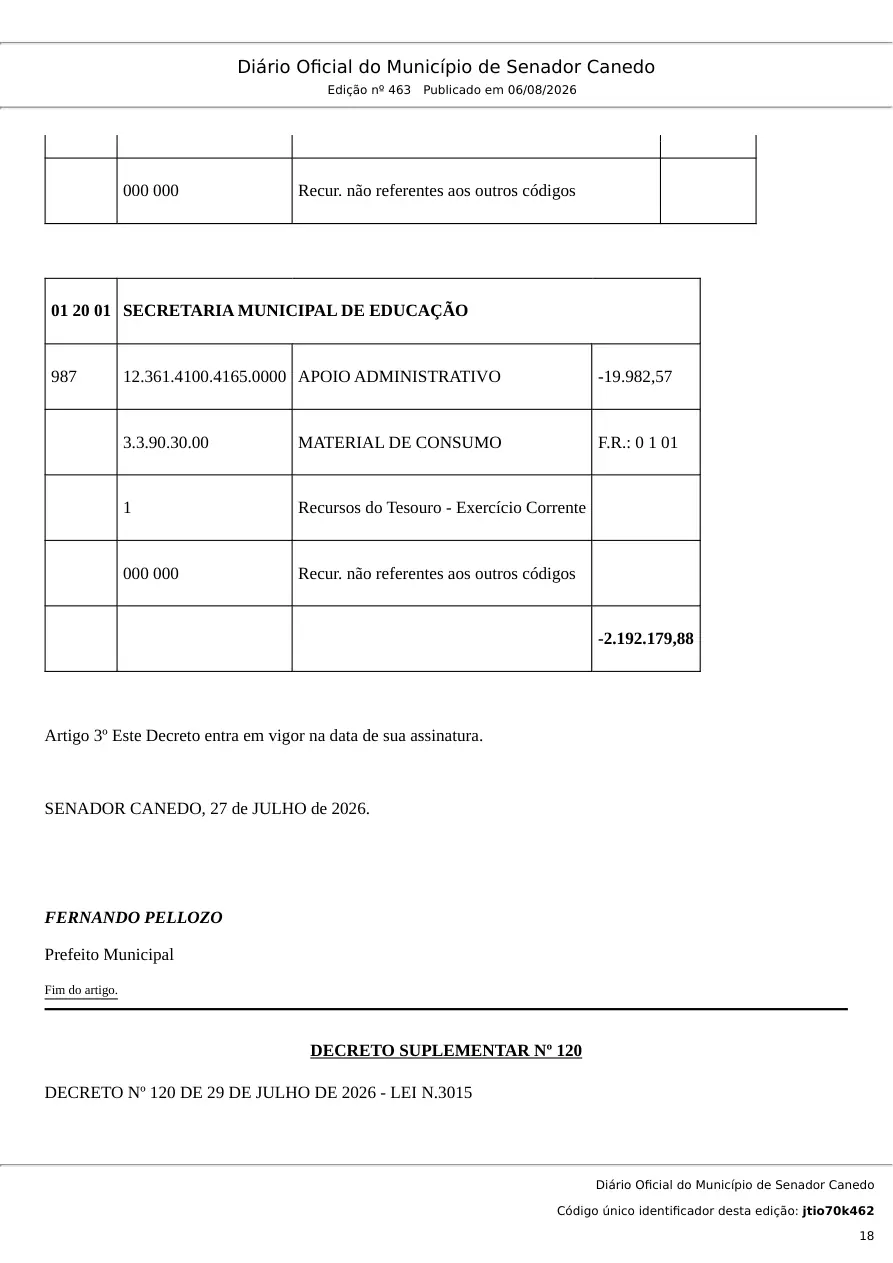 Diário Oficial do Município de Senador Canedo
Edição nº 463 Publicado em 06/08/2026
000 000 Recur. não referentes aos outros códigos
01 20 01 SECRETARIA MUNICIPAL DE EDUCAÇÃO
987 12.361.4100.4165.0000 APOIO ADMINISTRATIVO -19.982,57
3.3.90.30.00 MATERIAL DE CONSUMO F.R.: 0 1 01
1 Recursos do Tesouro - Exercício Corrente
000 000 Recur. não referentes aos outros códigos
-2.192.179,88
Artigo 3º Este Decreto entra em vigor na data de sua assinatura.
SENADOR CANEDO, 27 de JULHO de 2026.
FERNANDO PELLOZO
Prefeito Municipal
Fim do artigo.
DECRETO SUPLEMENTAR Nº 120
DECRETO Nº 120 DE 29 DE JULHO DE 2026 - LEI N.3015
Diário Oficial do Município de Senador Canedo
Código único identificador desta edição: jtio70k462
18